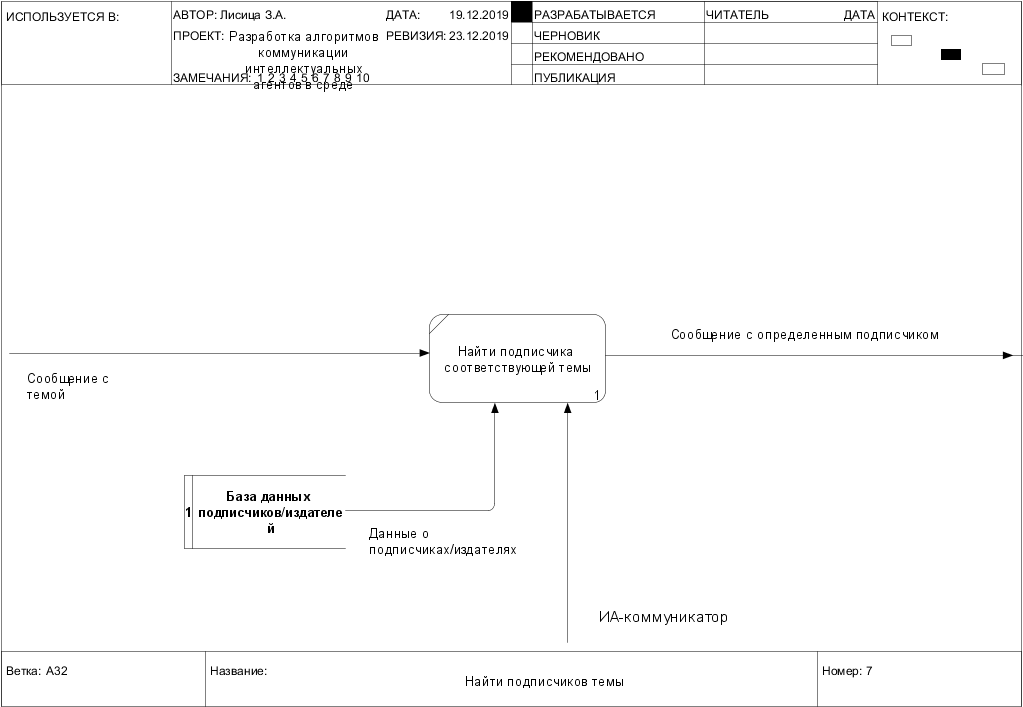 ИСПОЛЬЗУЕТСЯ В:
АВТОР: Лисица З.А.
ДАТА: 19.12.2019
РАЗРАБАТЫВАЕТСЯ
ЧИТАТЕЛЬ
ДАТА
КОНТЕКСТ:
ПРОЕКТ: Разработка алгоритмов
коммуникации
интеллектуальных
агентов в среде
РЕВИЗИЯ: 23.12.2019
ЧЕРНОВИК
РЕКОМЕНДОВАНО
ЗАМЕЧАНИЯ: 1 2 3 4 5 6 7 8 9 10
ПУБЛИКАЦИЯ
Сообщение с определенным подписчиком
Найти подписчика
соответствующей темы
1
Сообщение с
темой
База данных
1 подписчиков/издателе
й
Данные о
подписчиках/издателях
ИА-коммуникатор
Ветка: A32
Название:
Найти подписчиков темы
Номер: 7